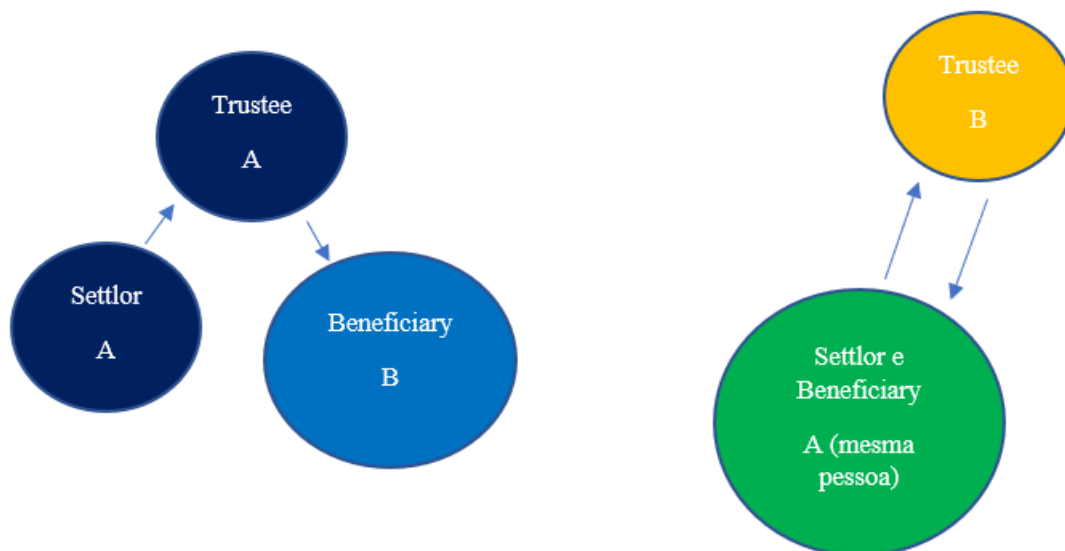 Trustee
A
Settlor
A
Beneficiary
B
Trustee
B
Settlor e
Beneficiary
A (mesma
pessoa)